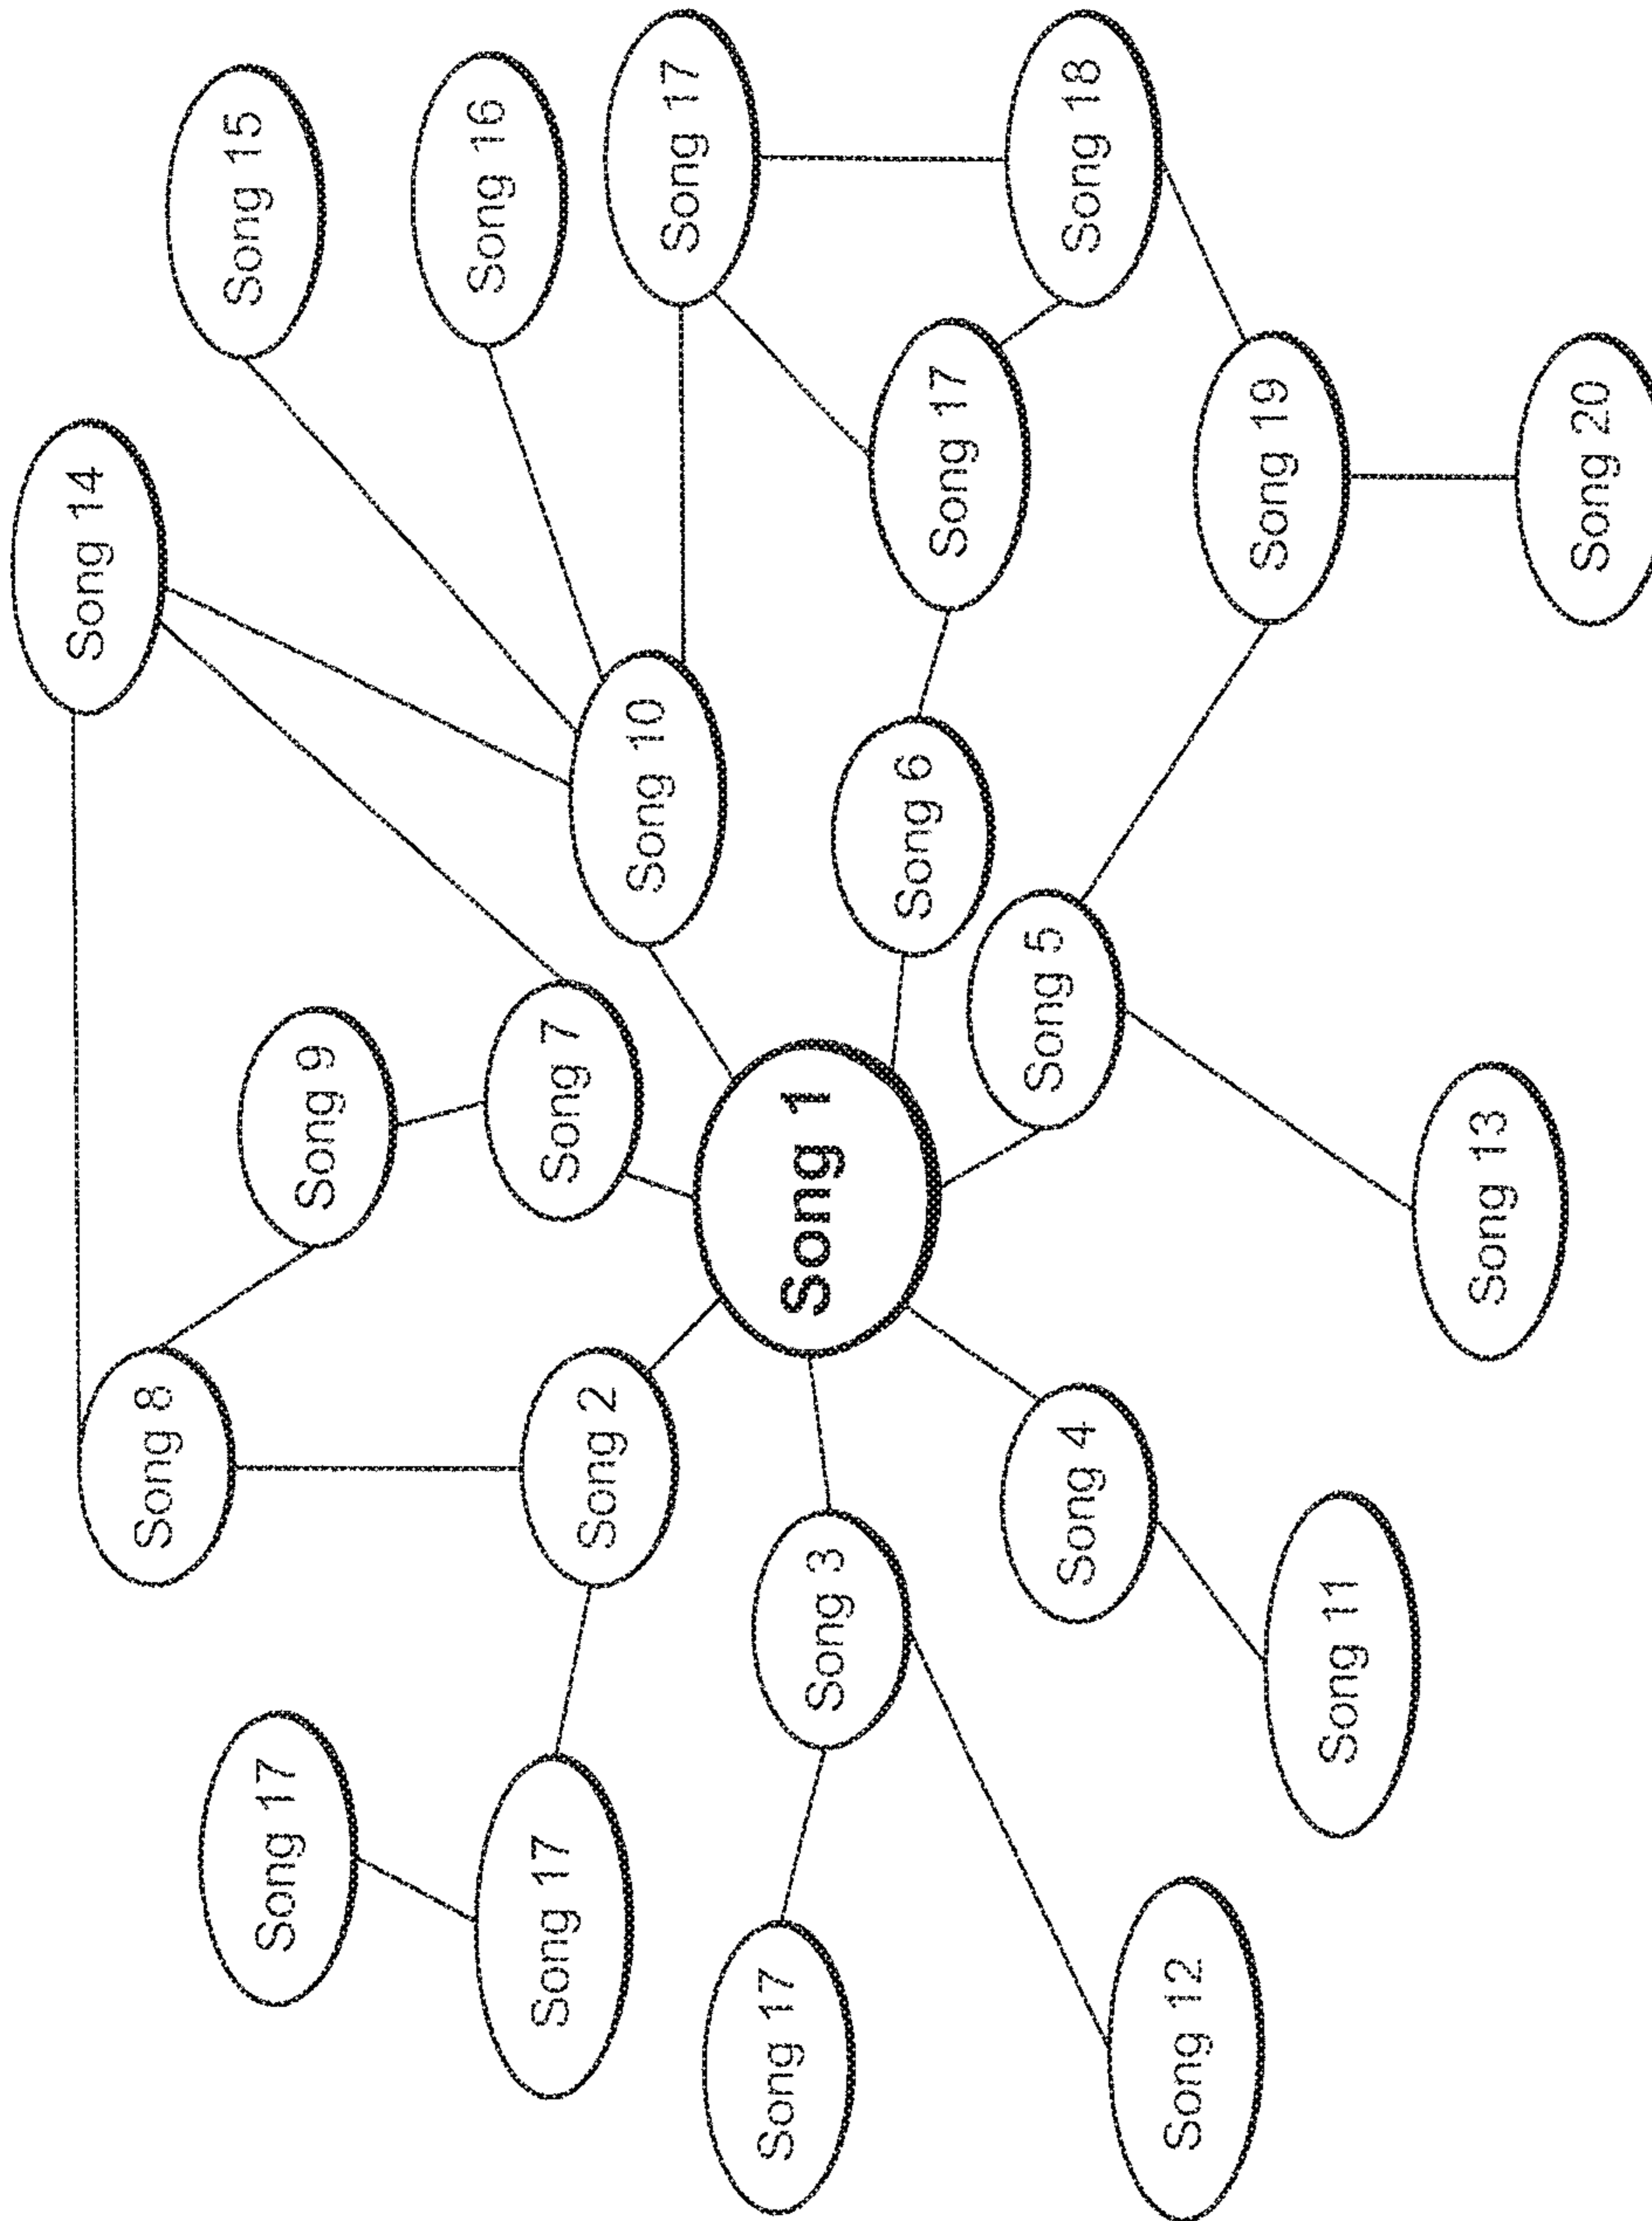 Song 14
Song 15
Song 16
Song 17
Song 8
Song 9
Song 7
Song 10
Song 17
Song 18
Song 17
Song 17
Song 2
Song 1
Song 6
Song 5
Song 19
Song 20
Song 17
Song 3
Song 4
Song 13
Song 12
Song 11